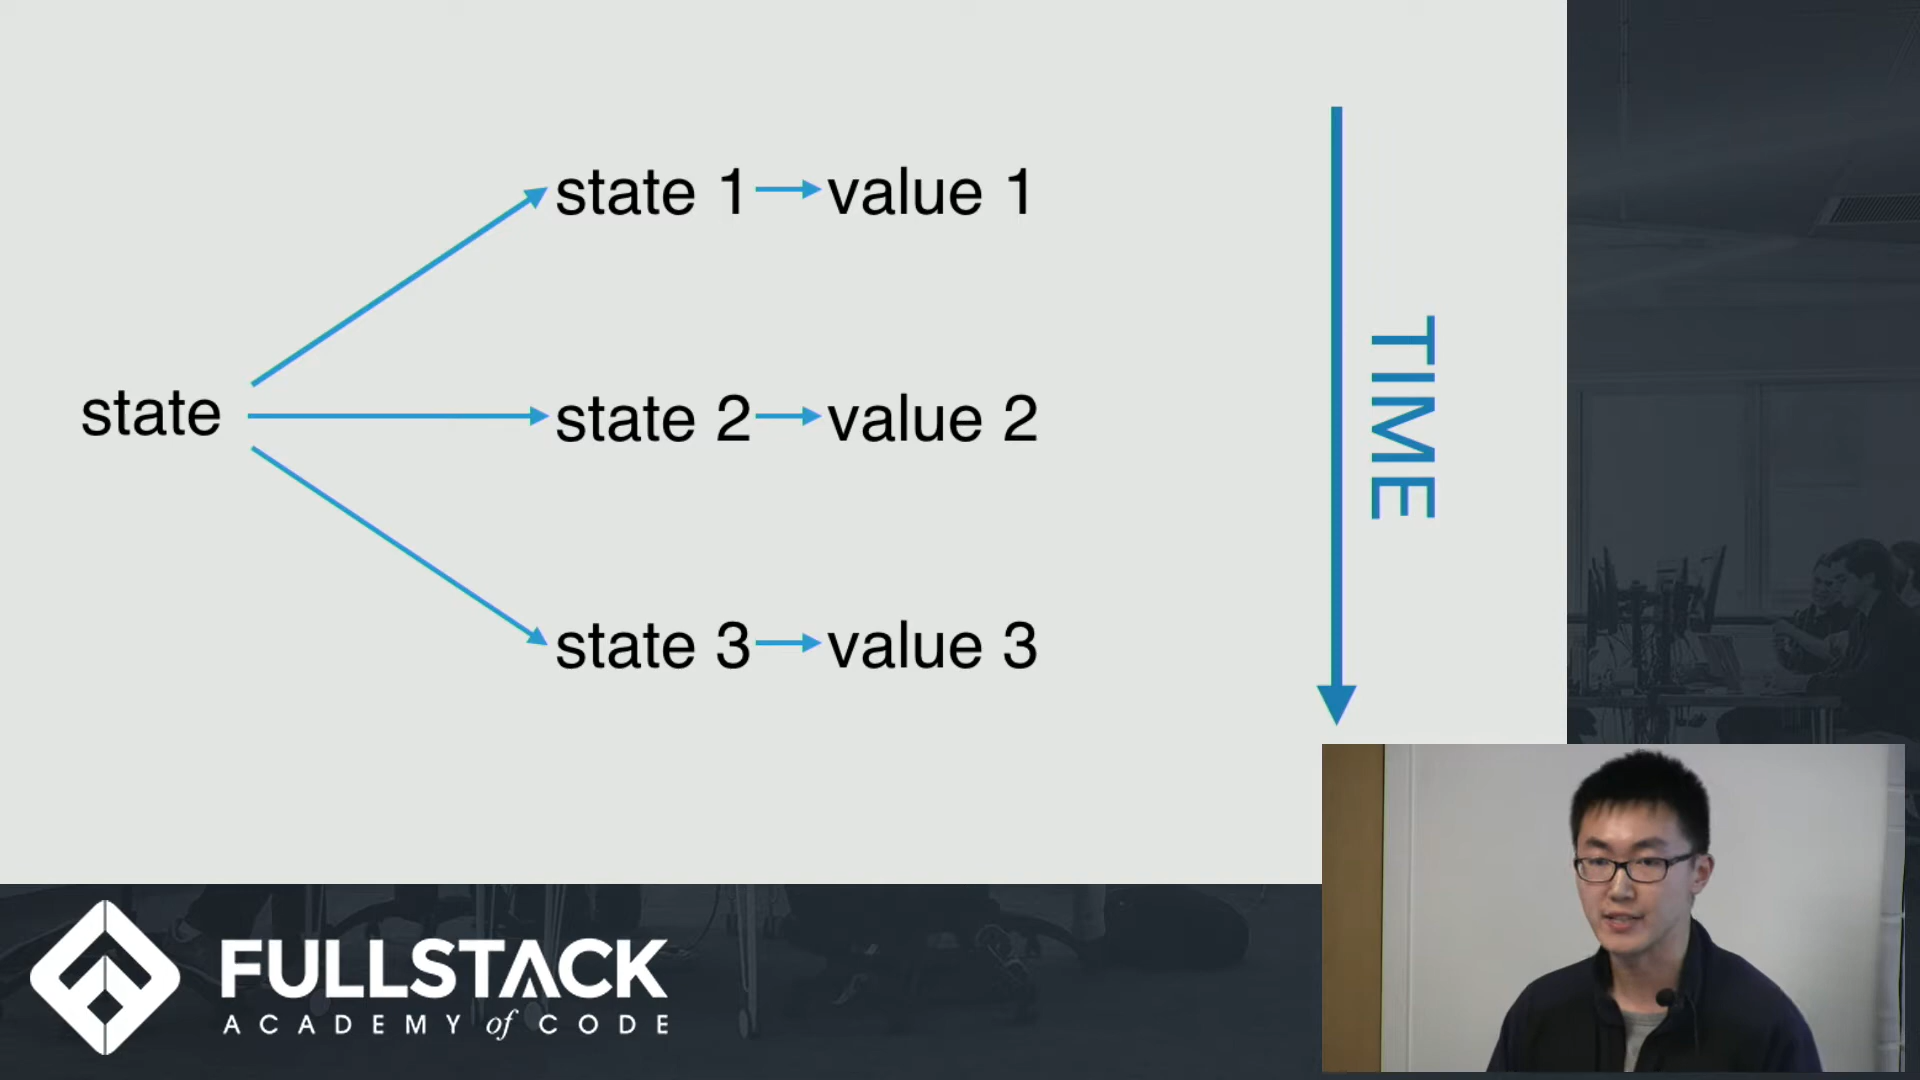 state 1 value 1
state
state 2 value 2
state 3 value 3
TIME
FULLSTACK
ACADEMY of CODE